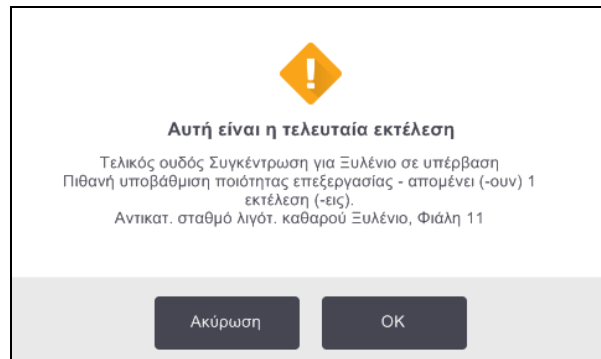 Αυτή είναι η τελευταία εκτέλεση
Τελικός ουδός Συγκέντρωση για Ξυλένιο σε υπέρβαση
Πιθανή υποβάθμιση ποιότητας επεξεργασίας - απομένει (-ουν) 1
εκτέλεση (-εις).
Αντικατ. σταθμό λιγότ. καθαρού Ξυλένιο, Φιάλη 11
Ακύρωση
OK